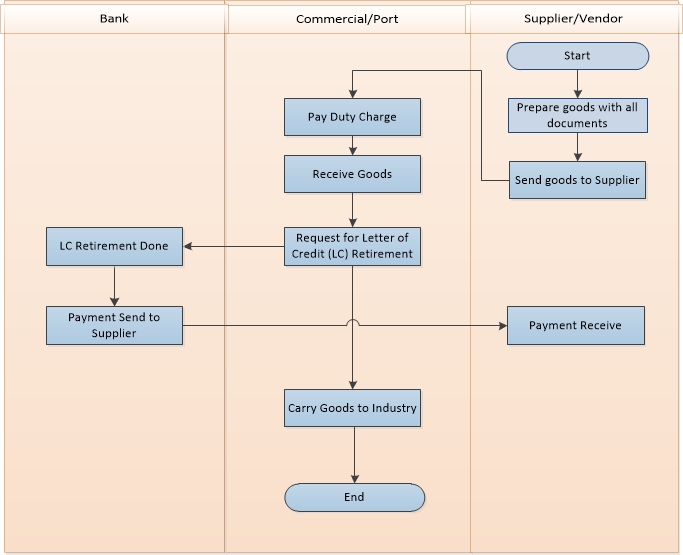 Bank
Commercial/Port
Supplier/Vendor
Start
Prepare goods with all
documents
Send goods to Supplier
Pay Duty Charge
Receive Goods
Request for Letter of
Credit (LC) Retirement
LC Retirement Done
Payment Send to
Supplier
Payment Receive
Carry Goods to Industry
End